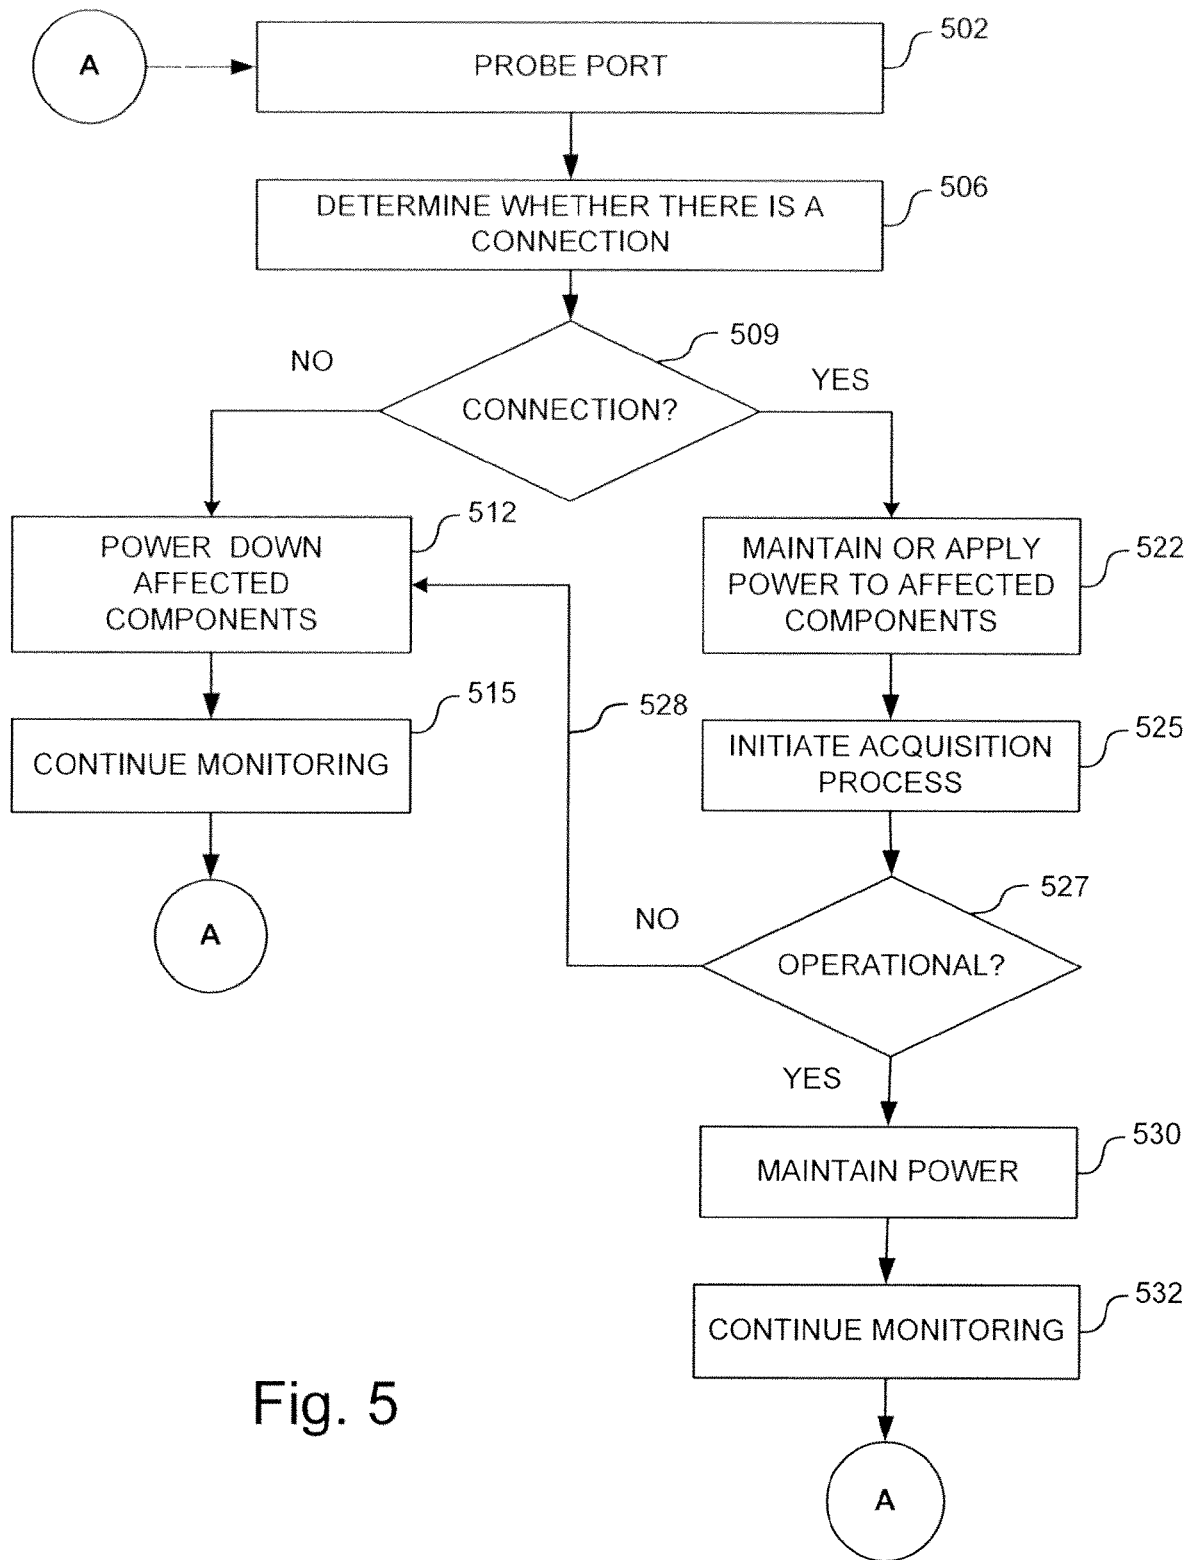 A
PROBE PORT
502
DETERMINE WHETHER THERE IS A
CONNECTION
506
CONNECTION?
509
NO
YES
POWER DOWN
AFFECTED
COMPONENTS
512
MAINTAIN OR APPLY
POWER TO AFFECTED
COMPONENTS
522
CONTINUE MONITORING
515
528
INITIATE ACQUISITION
PROCESS
525
A
OPERATIONAL?
527
NO
YES
MAINTAIN POWER
530
CONTINUE MONITORING
532
A
Fig. 5